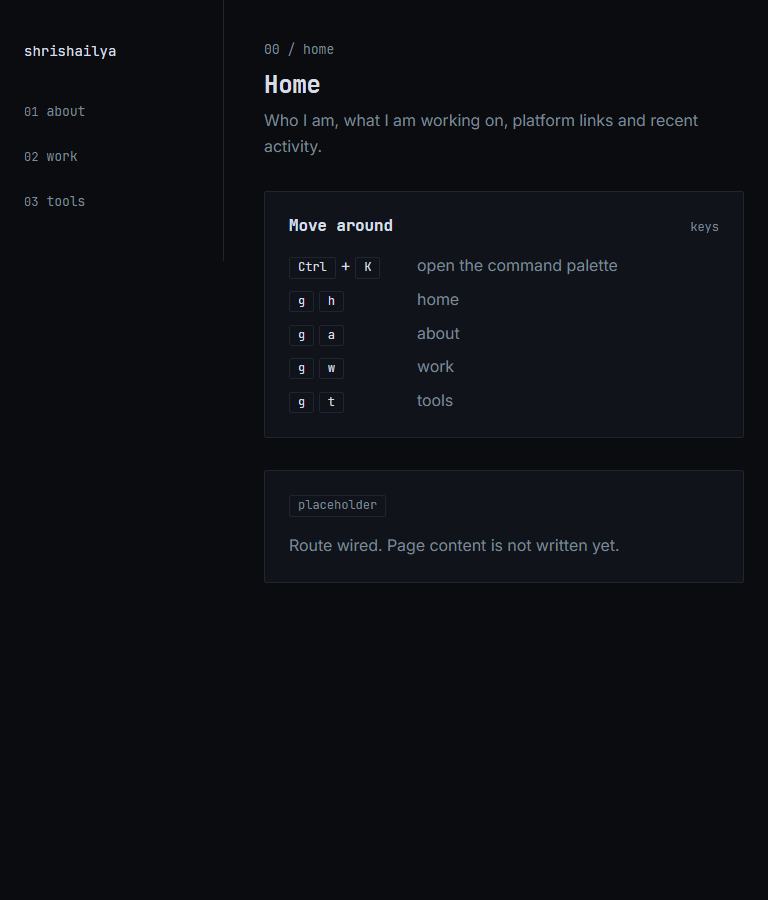 shrishailya
01 about
02 work
03 tools
00 / home
Home
Who I am, what I am working on, platform links and recent
activity.
Move around keys
Ctrl + K open the command palette
g h home
g a about
g w work
g t tools
placeholder
Route wired. Page content is not written yet.